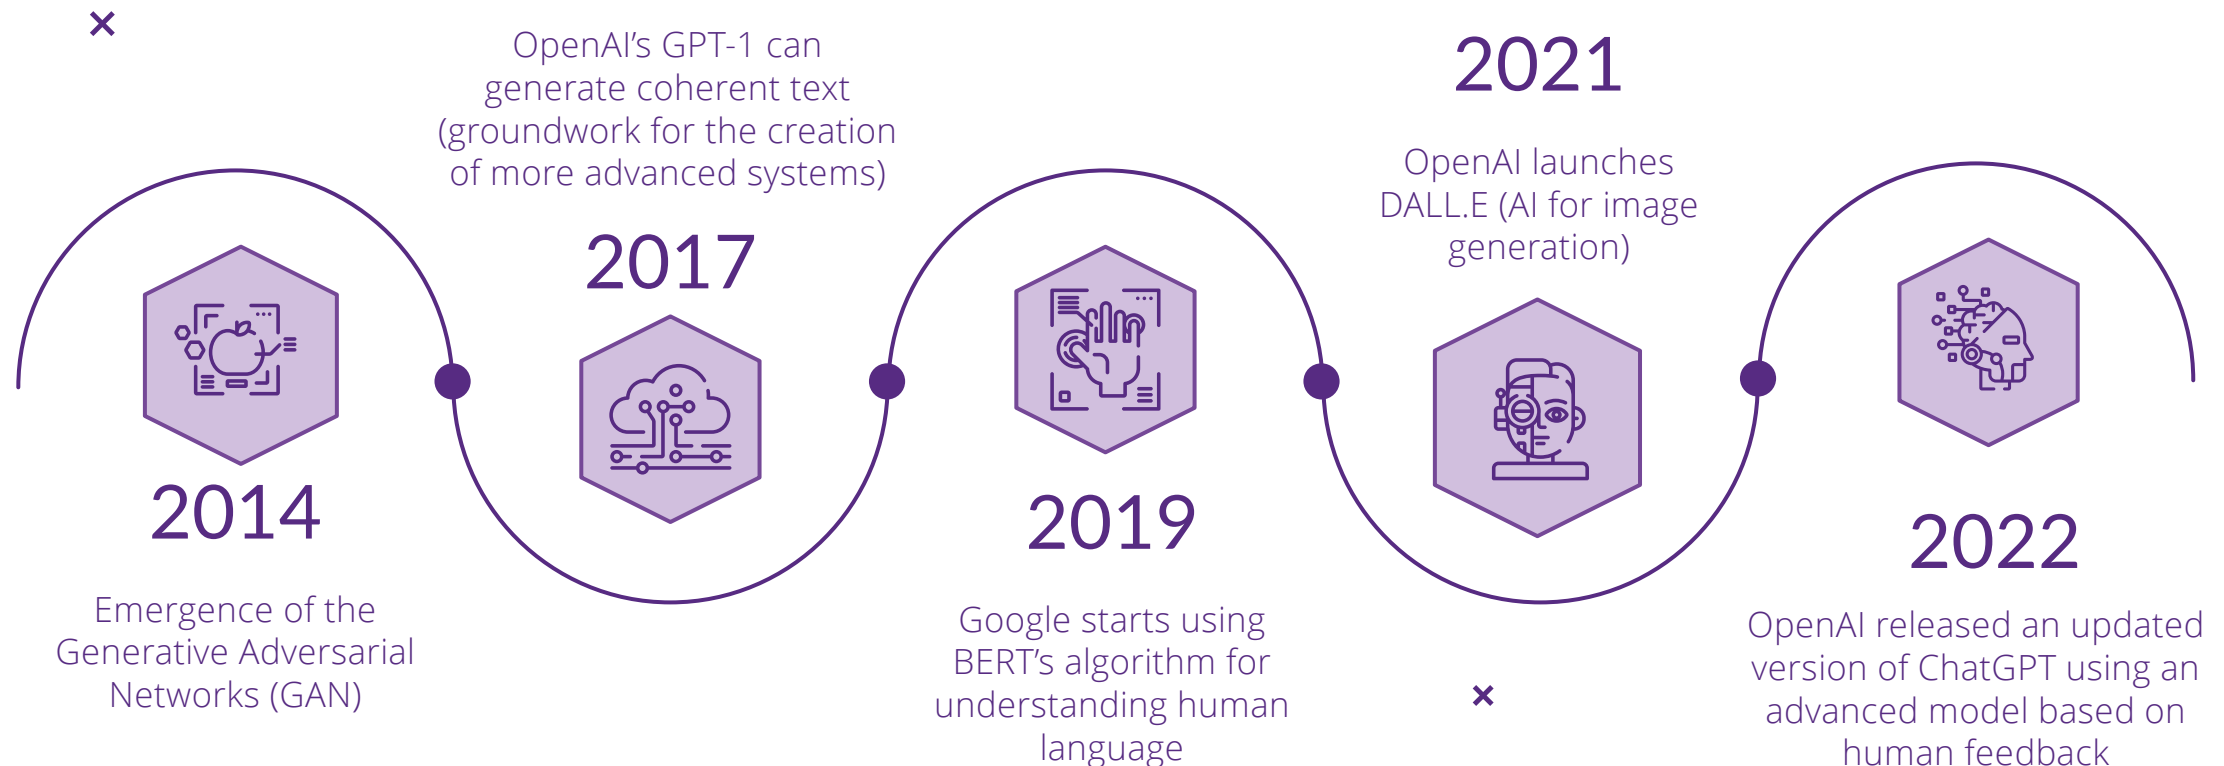 2014
Emergence of the
Generative Adversarial
Networks (GAN)
OpenAI’s GPT-1 can
generate coherent text
(groundwork for the creation
of more advanced systems)
2017
2019
Google starts using
BERT’s algorithm for
understanding human
language
2021
OpenAI launches
DALL.E (AI for image
generation)
2022
OpenAI released an updated
version of ChatGPT using an
advanced model based on
human feedback